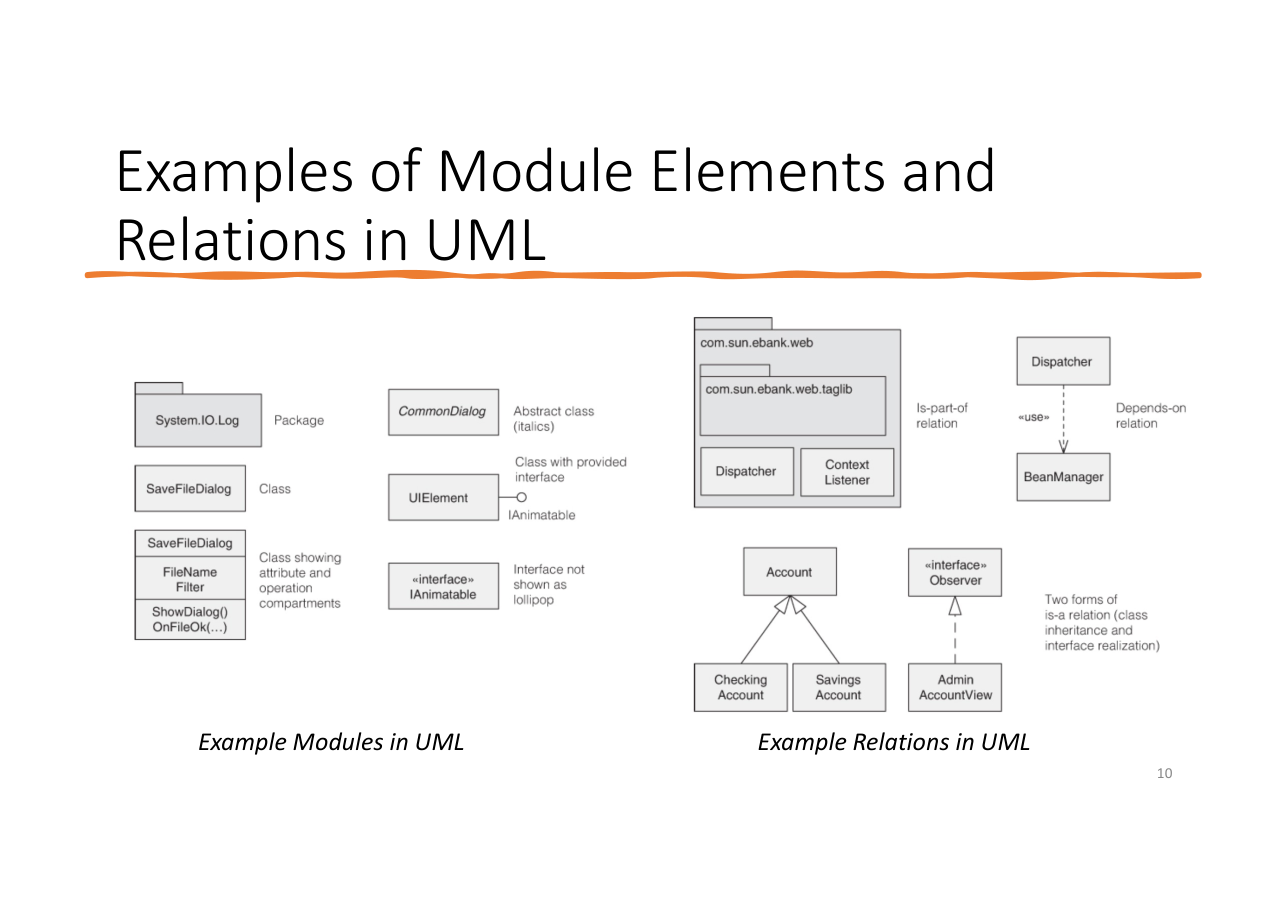 Examples of Module Elements and
Relations in UML
System.IO.Log
Package
SaveFileDialog
Class
SaveFileDialog
FileName
Filter
ShowDialog()
OnFileOk(…)
Class showing
attribute and
operation
compartments
CommonDialog
Abstract class
(italics)
Class with provided
interface
UIElement
IAnimatable
«interface»
IAnimatable
Interface not
shown as
lollipop
Example Modules in UML
com.sun.ebank.web
com.sun.ebank.web.taglib
Dispatcher
Context
Listener
Is-part-of
relation
Dispatcher
«use»
BeanManager
Depends-on
relation
Account
Checking
Account
Savings
Account
«interface»
Observer
Admin
AccountView
Two forms of
is-a relation (class
inheritance and
interface realization)
Example Relations in UML
10